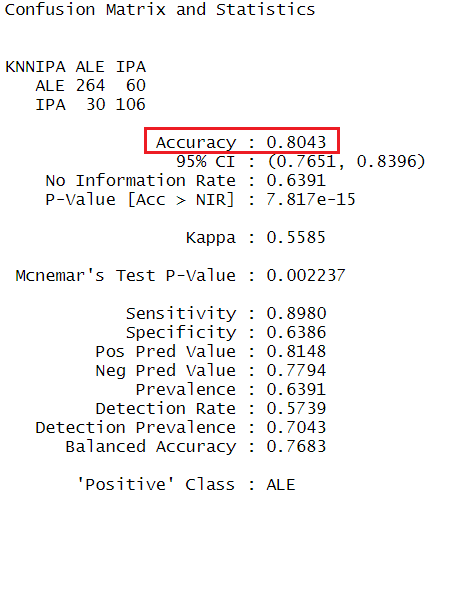 Confusion Matrix and Statistics
KNNIPA ALE IPA
ALE 264 60
IPA 30 106
Accuracy : 0.8043
95% CI : (0.7651, 0.8396)
No Information Rate : 0.6391
P-Value [Acc > NIR] : 7.817e-15
Kappa : 0.5585
Mcnemar's Test P-Value : 0.002237
Sensitivity : 0.8980
Specificity : 0.6386
Pos Pred Value : 0.8148
Neg Pred Value : 0.7794
Prevalence : 0.6391
Detection Rate : 0.5739
Detection Prevalence : 0.7043
Balanced Accuracy : 0.7683
'Positive' Class : ALE